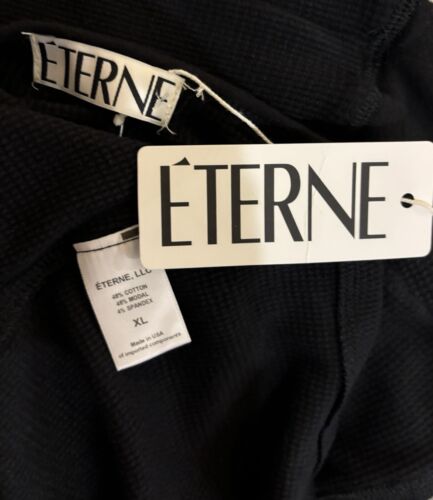 ÉTERNE
ÉTERNE
ÉTERNE, LLC
48% COTTON
48% MODAL
4% SPANDEX
XL
Made in USA
of imported components